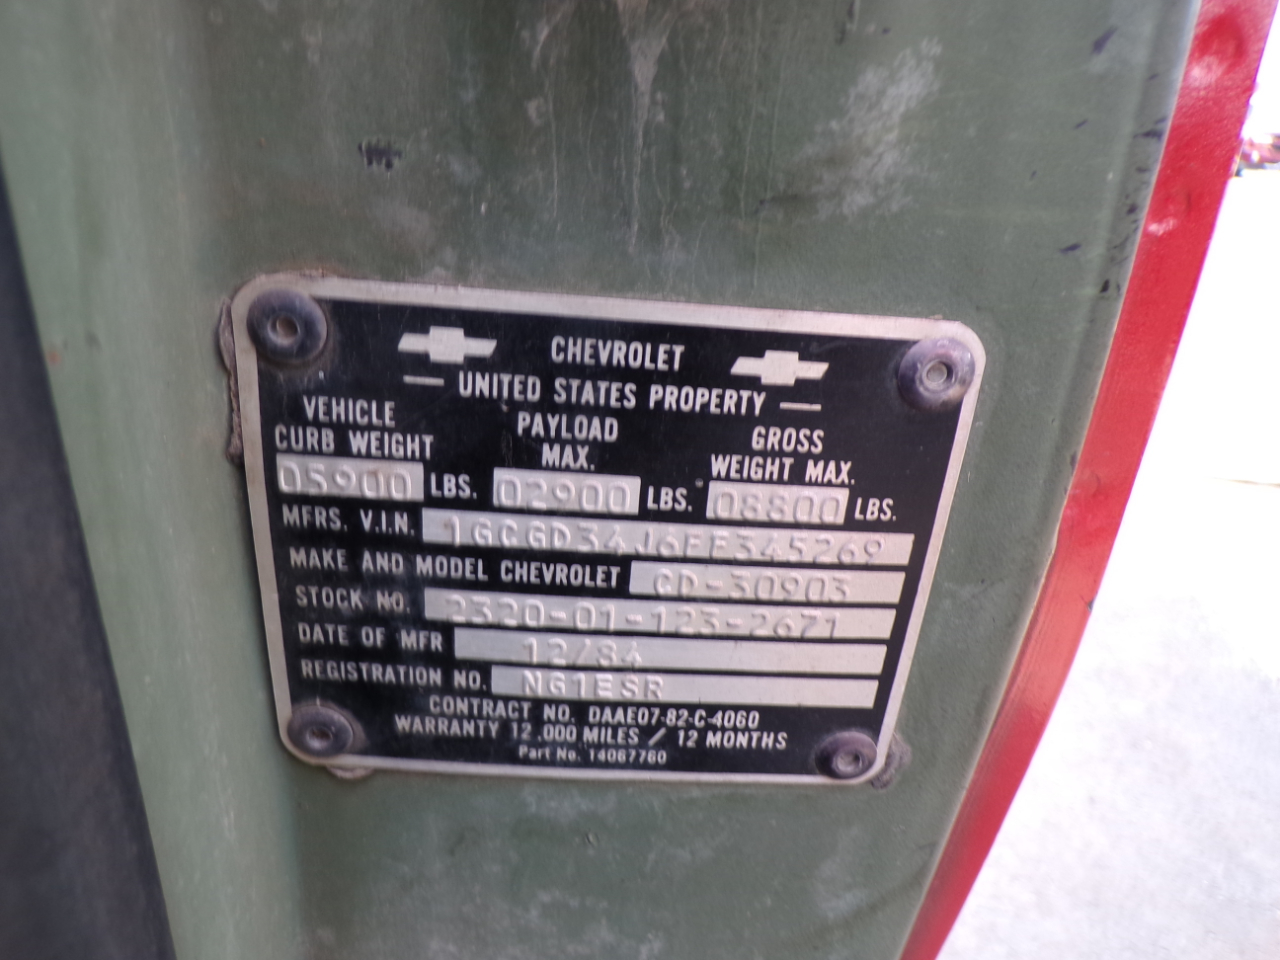 CHEVROLET
UNITED STATES PROPERTY
VEHICLE CURB WEIGHT 05900 LBS.
PAYLOAD MAX. 02900 LBS.
GROSS WEIGHT MAX. 08800 LBS.
MFRS. V.I.N. 1GCGD34J6FF345269
MAKE AND MODEL CHEVROLET CD-30903
STOCK NO. 2320-01-123-2671
DATE OF MFR 12/84
REGISTRATION NO. NG1ESR
CONTRACT NO. DAAE07-82-C-4060
WARRANTY 12,000 MILES / 12 MONTHS
Part No. 14067760